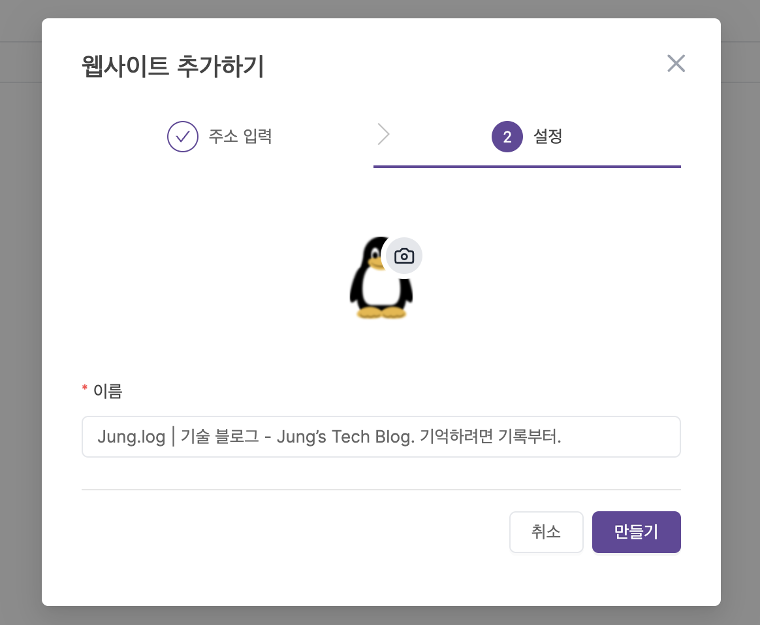 웹사이트 추가하기
주소 입력
2 설정
* 이름
Jung.log | 기술 블로그 - Jung’s Tech Blog. 기억하려면 기록부터.
취소
만들기